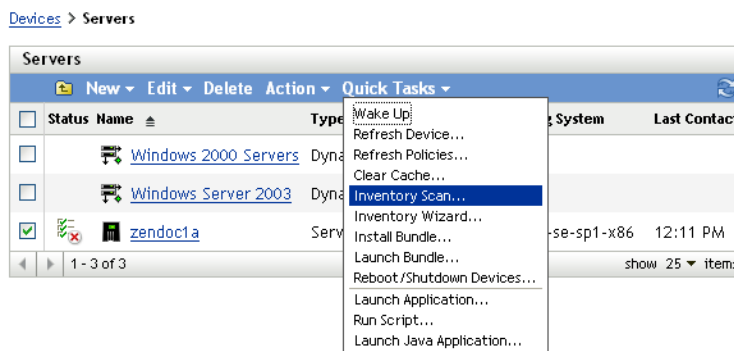 Devices > Servers
Servers
New Edit Delete Action Quick Tasks
Status Name Type System Last Contac
Wake Up
Refresh Device...
Windows 2000 Servers Dyna Refresh Policies...
Clear Cache...
Windows Server 2003 Dyna Inventory Scan...
Inventory Wizard...
zendoc1a Serv Install Bundle... -se-sp1-x86 12:11 PM
Launch Bundle...
1 - 3 of 3 show 25 items
Reboot/Shutdown Devices...
Launch Application...
Run Script...
Launch Java Application...